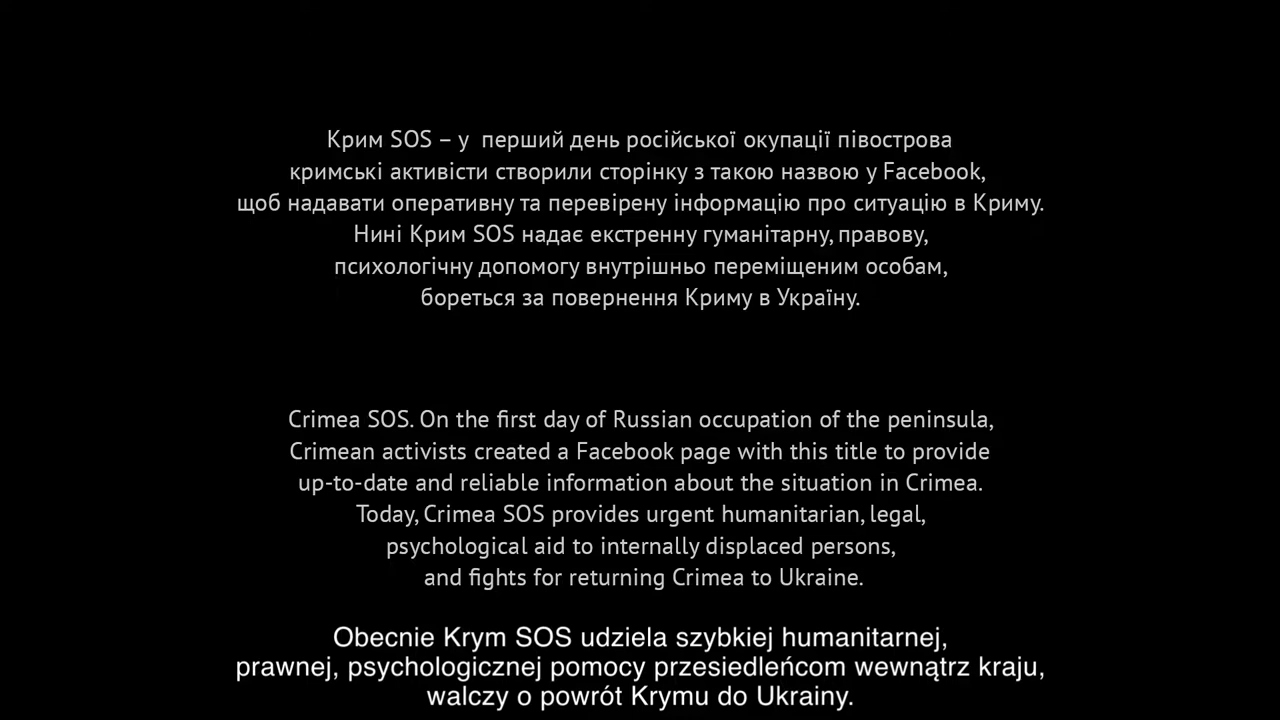 Крим SOS – у перший день російської окупації півострова
кримські активісти створили сторінку з такою назвою у Facebook,
щоб надавати оперативну та перевірену інформацію про ситуацію в Криму.
Нині Крим SOS надає екстренну гуманітарну, правову,
психологічну допомогу внутрішньо переміщеним особам,
бореться за повернення Криму в Україну.
Crimea SOS. On the first day of Russian occupation of the peninsula,
Crimean activists created a Facebook page with this title to provide
up-to-date and reliable information about the situation in Crimea.
Today, Crimea SOS provides urgent humanitarian, legal,
psychological aid to internally displaced persons,
and fights for returning Crimea to Ukraine.
Obecnie Krym SOS udziela szybkiej humanitarnej,
prawnej, psychologicznej pomocy przesiedleńcom wewnątrz kraju,
walczy o powrót Krymu do Ukrainy.